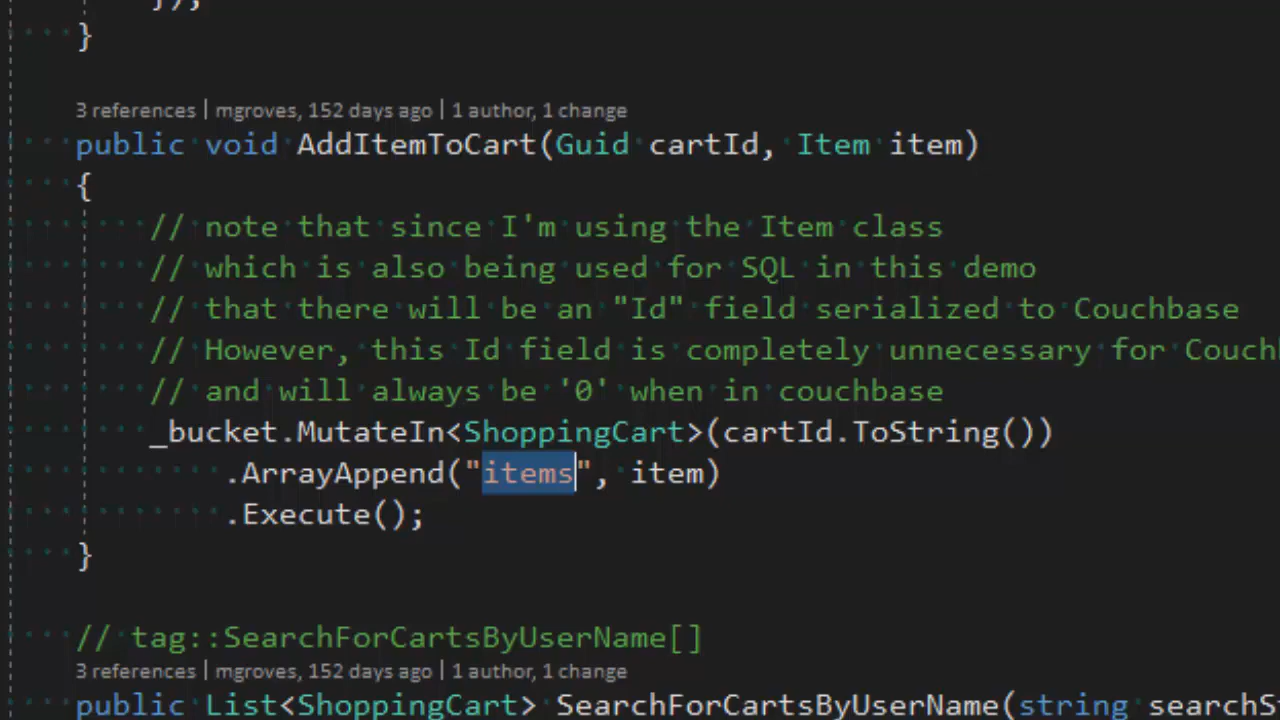 });
}
3 references | mgroves, 152 days ago | 1 author, 1 change
public void AddItemToCart(Guid cartId, Item item)
{
// note that since I'm using the Item class
// which is also being used for SQL in this demo
// that there will be an "Id" field serialized to Couchbase
// However, this Id field is completely unnecessary for
// and will always be '0' when in couchbase
_bucket.MutateIn<ShoppingCart>(cartId.ToString())
.ArrayAppend("items", item)
.Execute();
}
// tag::SearchForCartsByUserName[]
3 references | mgroves, 152 days ago | 1 author, 1 change
public List<ShoppingCart> SearchForCartsByUserName(string